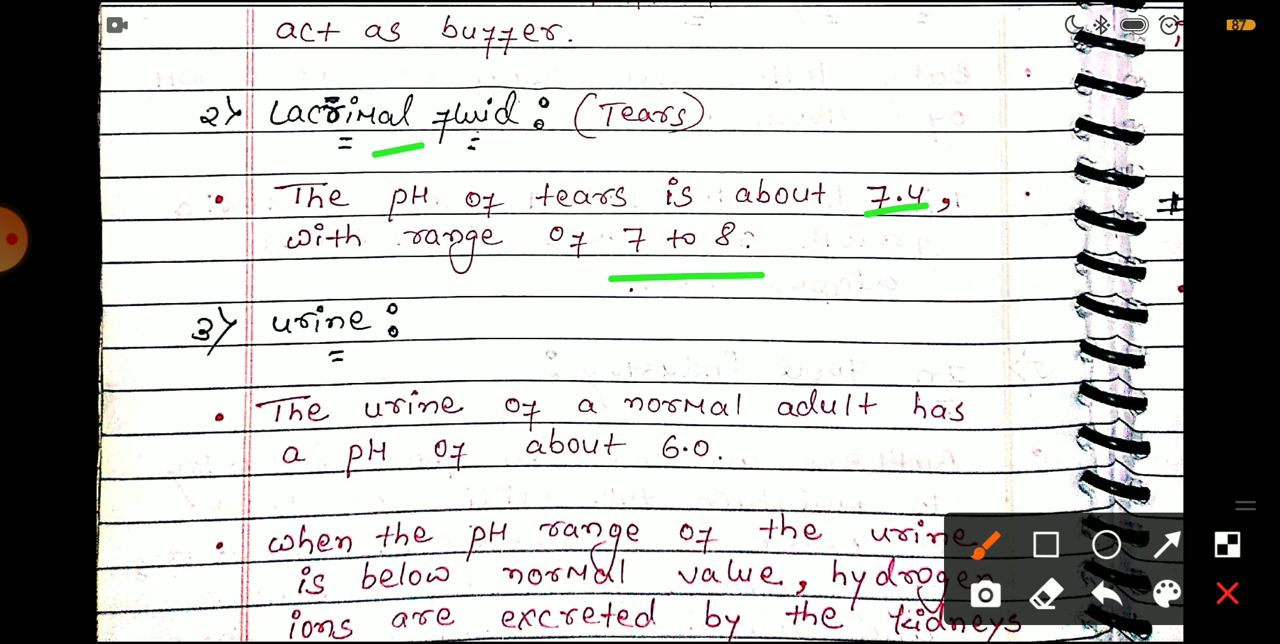 act as buffer.
2) Lacrimal fluid : (Tears)
• The pH of tears is about 7.4,
with range of 7 to 8.
3) urine :
• The urine of a normal adult has
a pH of about 6.0.
• when the pH range of the urine
is below normal value, hydrogen
ions are excreted by the kidneys
87